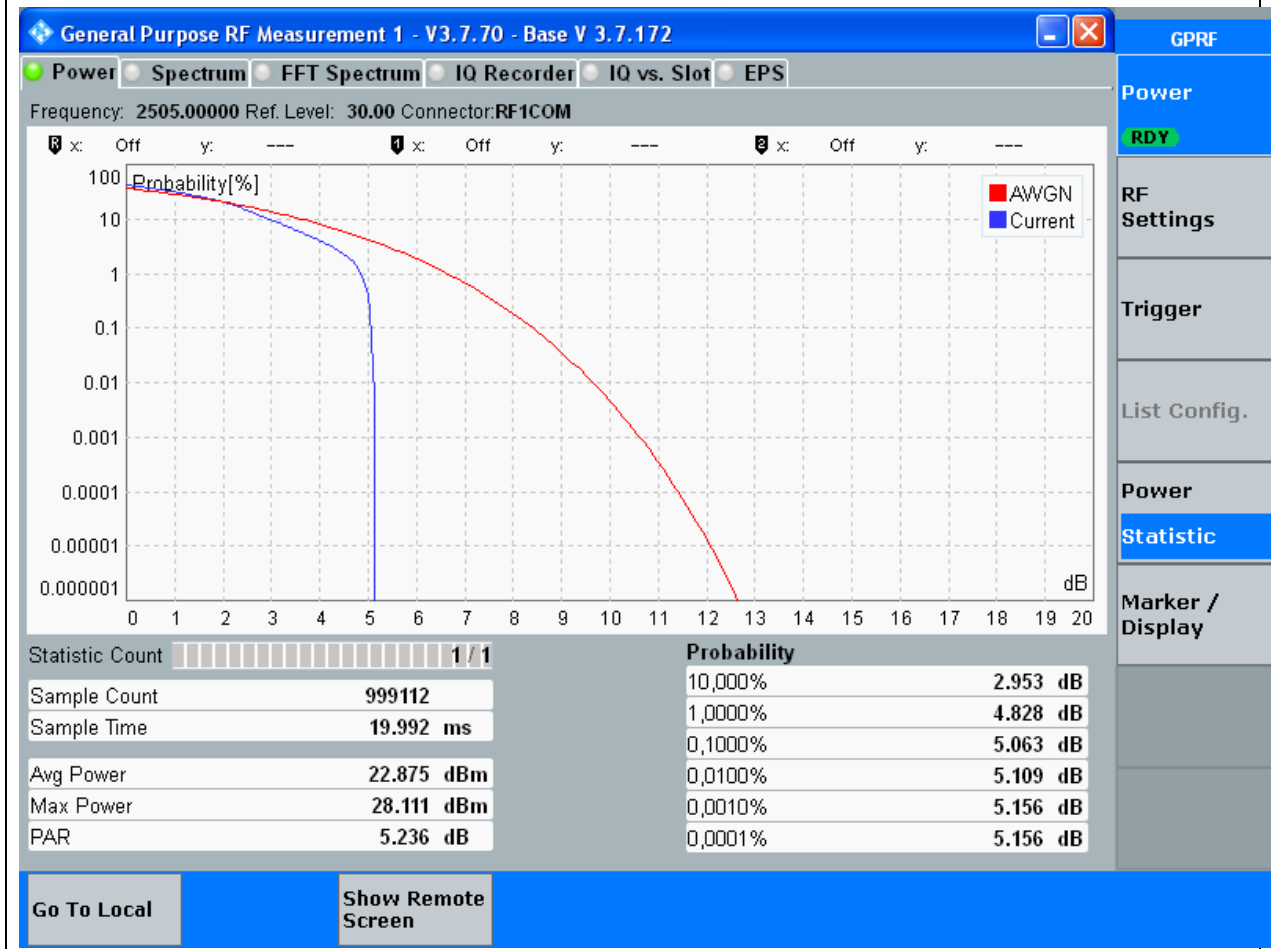 General Purpose RF Measurement 1 - V3.7.70 - Base V 3.7.172
GPRF
Power Spectrum FFT Spectrum IQ Recorder IQ vs. Slot EPS
Frequency: 2505.00000 Ref. Level: 30.00 Connector:RF1COM
R x: Off y: --- 1 x: Off y: --- 2 x: Off y: ---
Probability[%]
100
10
1
0.1
0.01
0.001
0.0001
0.00001
0.000001
AWGN
Current
dB
0 1 2 3 4 5 6 7 8 9 10 11 12 13 14 15 16 17 18 19 20
Statistic Count 1 / 1
Sample Count 999112
Sample Time 19.992 ms
Avg Power 22.875 dBm
Max Power 28.111 dBm
PAR 5.236 dB
Probability
10,000% 2.953 dB
1,0000% 4.828 dB
0,1000% 5.063 dB
0,0100% 5.109 dB
0,0010% 5.156 dB
0,0001% 5.156 dB
Power
RDY
RF
Settings
Trigger
List Config.
Power
Statistic
Marker /
Display
Go To Local
Show Remote
Screen